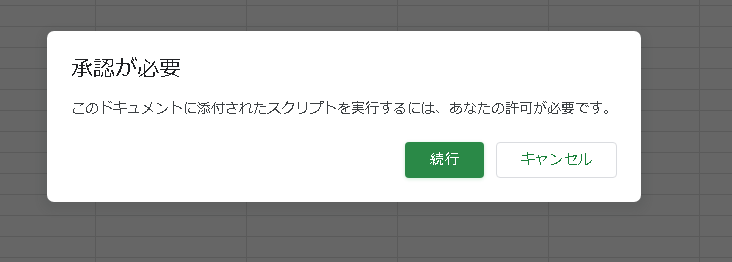 承認が必要
このドキュメントに添付されたスクリプトを実行するには、あなたの許可が必要です。
続行
キャンセル